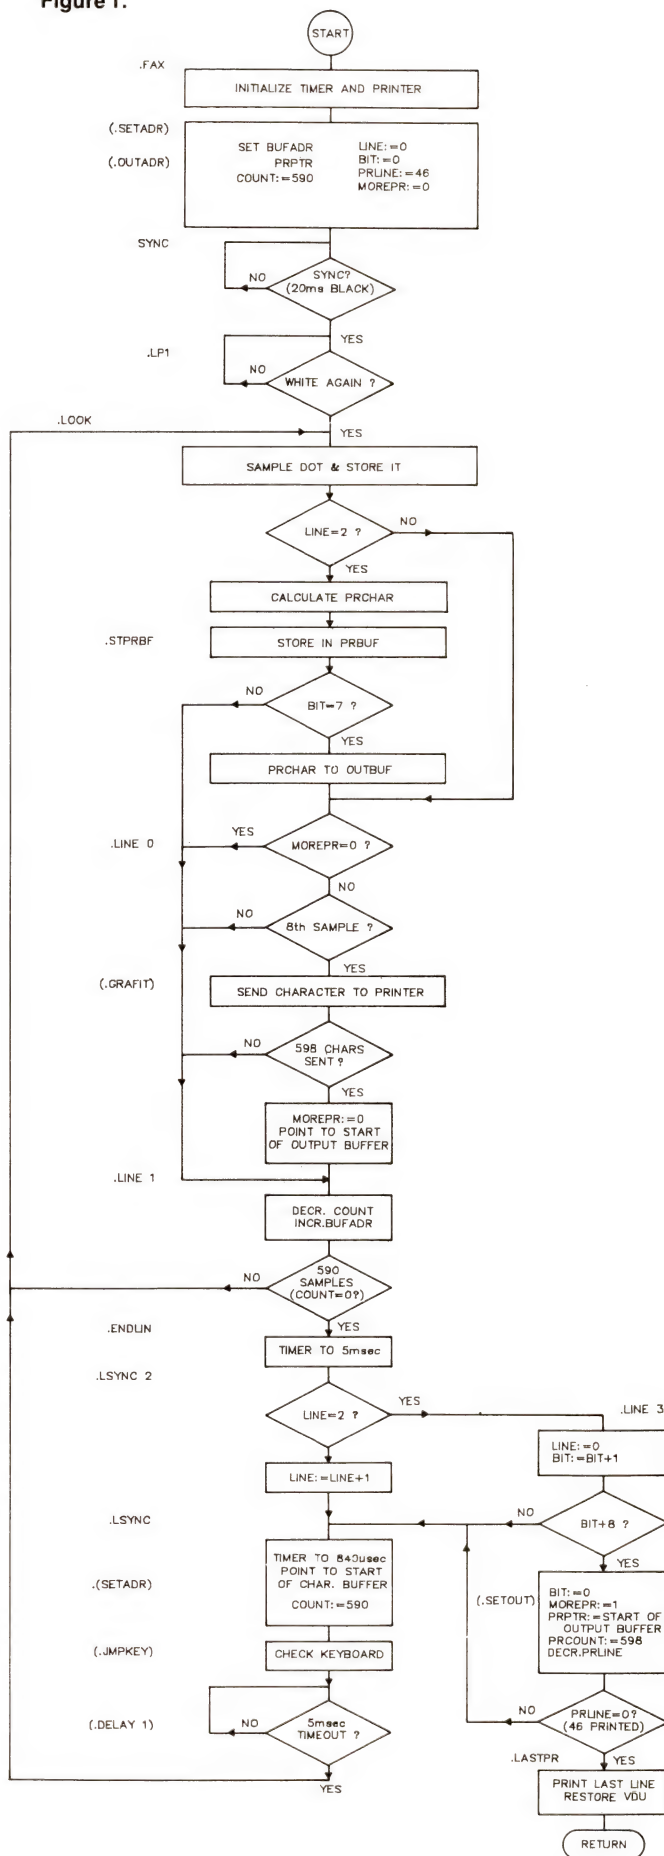 Figure 1.
START
.FAX
INITIALIZE TIMER AND PRINTER
(.SETADR)
(.OUTADR)
SET BUFADR LINE:=0
PRPTR BIT:=0
COUNT:=590 PRLINE:=46
MOREPR:=0
SYNC
SYNC?
(20ms BLACK)
NO
YES
.LP1
WHITE AGAIN ?
NO
.LOOK
YES
SAMPLE DOT & STORE IT
LINE=2 ?
NO
YES
CALCULATE PRCHAR
.STPRBF
STORE IN PRBUF
NO
BIT=7 ?
YES
PRCHAR TO OUTBUF
YES
.LINE 0
MOREPR=0 ?
NO
NO
8th SAMPLE ?
YES
(.GRAFIT)
SEND CHARACTER TO PRINTER
NO
598 CHARS
SENT ?
YES
MOREPR:=0
POINT TO START
OF OUTPUT BUFFER
.LINE 1
DECR. COUNT
INCR.BUFADR
NO
590
SAMPLES
(COUNT=0?)
.ENDLIN
YES
TIMER TO 5msec
.LSYNC 2
LINE=2 ?
YES
.LINE 3
LINE:=0
BIT:=BIT+1
LINE:=LINE+1
.LSYNC
NO
BIT+8 ?
YES
TIMER TO 840usec
POINT TO START
OF CHAR. BUFFER
COUNT:=590
.(SETADR)
(.SETOUT)
BIT:=0
MOREPR:=1
PRPTR:=START OF
OUTPUT BUFFER
PRCOUNT:=598
DECR.PRLINE
(.JMPKEY)
CHECK KEYBOARD
(.DELAY 1)
NO
5msec
TIMEOUT ?
YES
NO
PRLINE=0?
(46 PRINTED)
.LASTPR
YES
PRINT LAST LINE
RESTORE VDU
RETURN